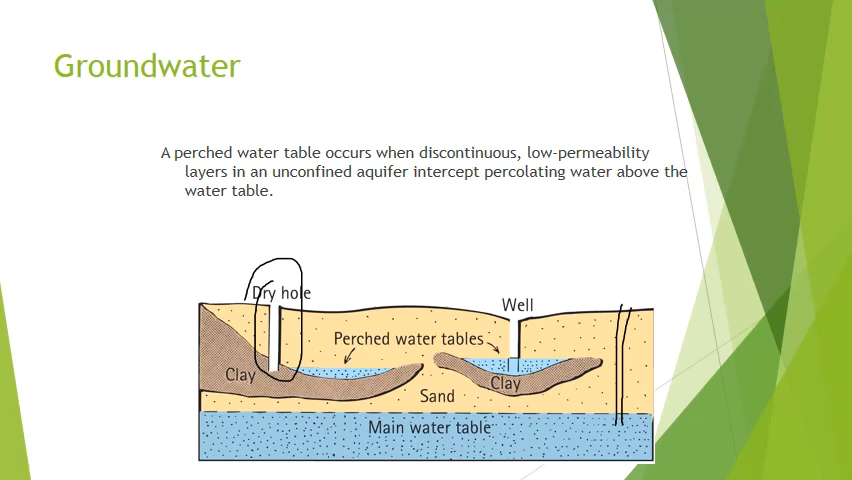 Groundwater
A perched water table occurs when discontinuous, low-permeability
layers in an unconfined aquifer intercept percolating water above the
water table.
Dry hole
Well
Perched water tables
Clay
Clay
Sand
Main water table